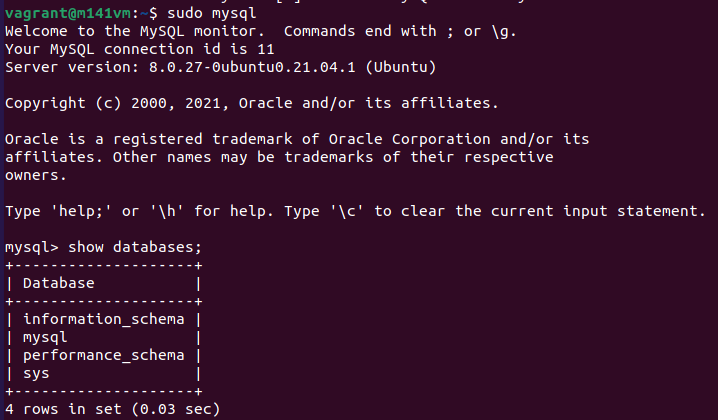 vagrant@m141vm:~$ sudo mysql
Welcome to the MySQL monitor.  Commands end with ; or \g.
Your MySQL connection id is 11
Server version: 8.0.27-0ubuntu0.21.04.1 (Ubuntu)

Copyright (c) 2000, 2021, Oracle and/or its affiliates.

Oracle is a registered trademark of Oracle Corporation and/or its
affiliates. Other names may be trademarks of their respective
owners.

Type 'help;' or '\h' for help. Type '\c' to clear the current input statement.

mysql> show databases;
+--------------------+
| Database           |
+--------------------+
| information_schema |
| mysql              |
| performance_schema |
| sys                |
+--------------------+
4 rows in set (0.03 sec)